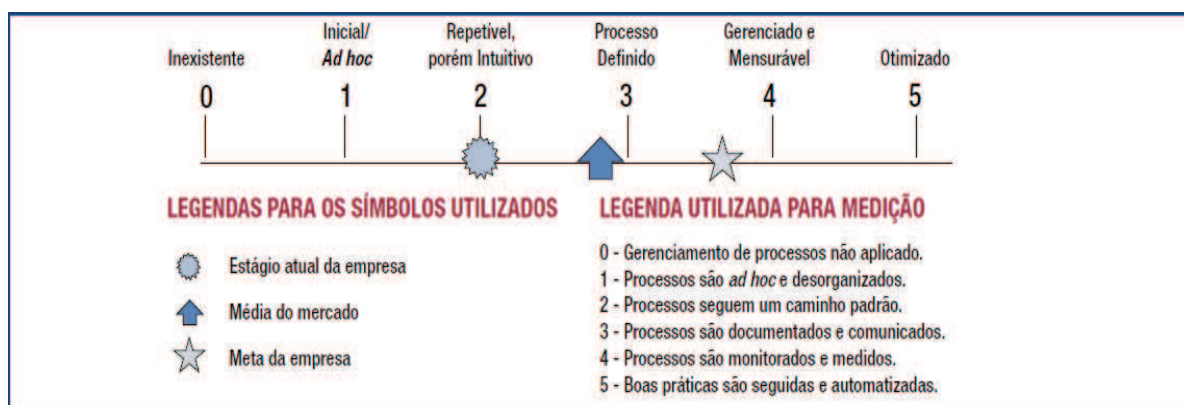 Inexistente
Inicial/
Ad hoc
Repetível,
porém Intuitivo
Processo
Definido
Gerenciado e
Mensurável
Otimizado
0 1 2 3 4 5
LEGENDAS PARA OS SÍMBOLOS UTILIZADOS
Estágio atual da empresa
Média do mercado
Meta da empresa
LEGENDA UTILIZADA PARA MEDIÇÃO
0 - Gerenciamento de processos não aplicado.
1 - Processos são ad hoc e desorganizados.
2 - Processos seguem um caminho padrão.
3 - Processos são documentados e comunicados.
4 - Processos são monitorados e medidos.
5 - Boas práticas são seguidas e automatizadas.